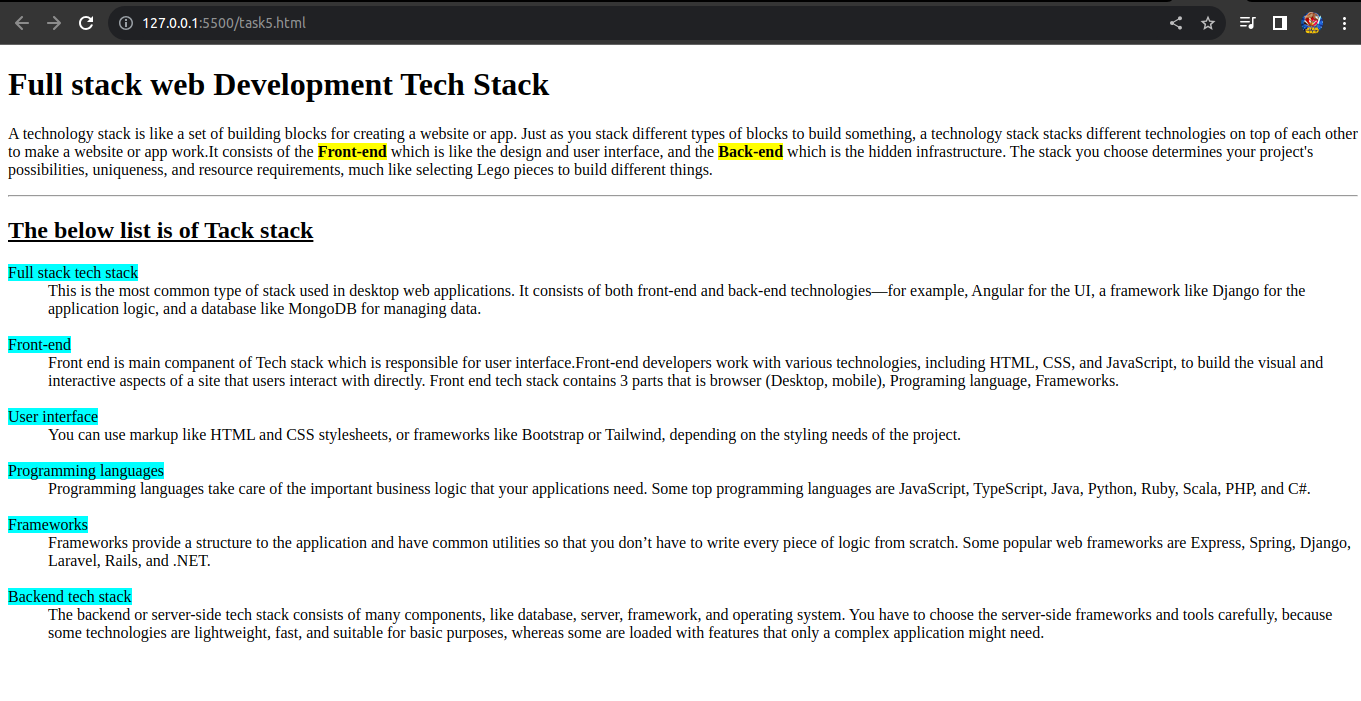 127.0.0.1:5500/task5.html
Full stack web Development Tech Stack
A technology stack is like a set of building blocks for creating a website or app. Just as you stack different types of blocks to build something, a technology stack stacks different technologies on top of each other
to make a website or app work.It consists of the Front-end which is like the design and user interface, and the Back-end which is the hidden infrastructure. The stack you choose determines your project's
possibilities, uniqueness, and resource requirements, much like selecting Lego pieces to build different things.
The below list is of Tack stack
Full stack tech stack
This is the most common type of stack used in desktop web applications. It consists of both front-end and back-end technologies—for example, Angular for the UI, a framework like Django for the
application logic, and a database like MongoDB for managing data.
Front-end
Front end is main companent of Tech stack which is responsible for user interface.Front-end developers work with various technologies, including HTML, CSS, and JavaScript, to build the visual and
interactive aspects of a site that users interact with directly. Front end tech stack contains 3 parts that is browser (Desktop, mobile), Programing language, Frameworks.
User interface
You can use markup like HTML and CSS stylesheets, or frameworks like Bootstrap or Tailwind, depending on the styling needs of the project.
Programming languages
Programming languages take care of the important business logic that your applications need. Some top programming languages are JavaScript, TypeScript, Java, Python, Ruby, Scala, PHP, and C#.
Frameworks
Frameworks provide a structure to the application and have common utilities so that you don’t have to write every piece of logic from scratch. Some popular web frameworks are Express, Spring, Django,
Laravel, Rails, and .NET.
Backend tech stack
The backend or server-side tech stack consists of many components, like database, server, framework, and operating system. You have to choose the server-side frameworks and tools carefully, because
some technologies are lightweight, fast, and suitable for basic purposes, whereas some are loaded with features that only a complex application might need.